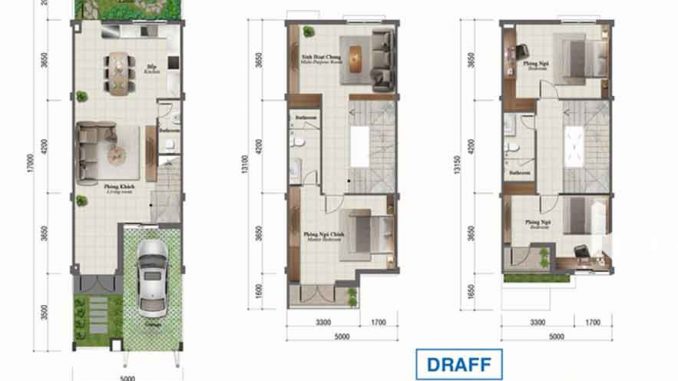 3650
4200
17000
3650
3500
5000
Bếp
Kitchen
Bathroom
Phòng Khách
Living room
Garage
3650
4200
13100
3650
1600
3300
1700
5000
Sinh Hoạt Chung
Multi-Purpose Room
Bathroom
Phòng Ngủ Chính
Master Bedroom
3650
4200
13150
3650
1650
3300
1700
5000
Phòng Ngủ
Bedroom
Bathroom
Phòng Ngủ
Bedroom
DRAFF